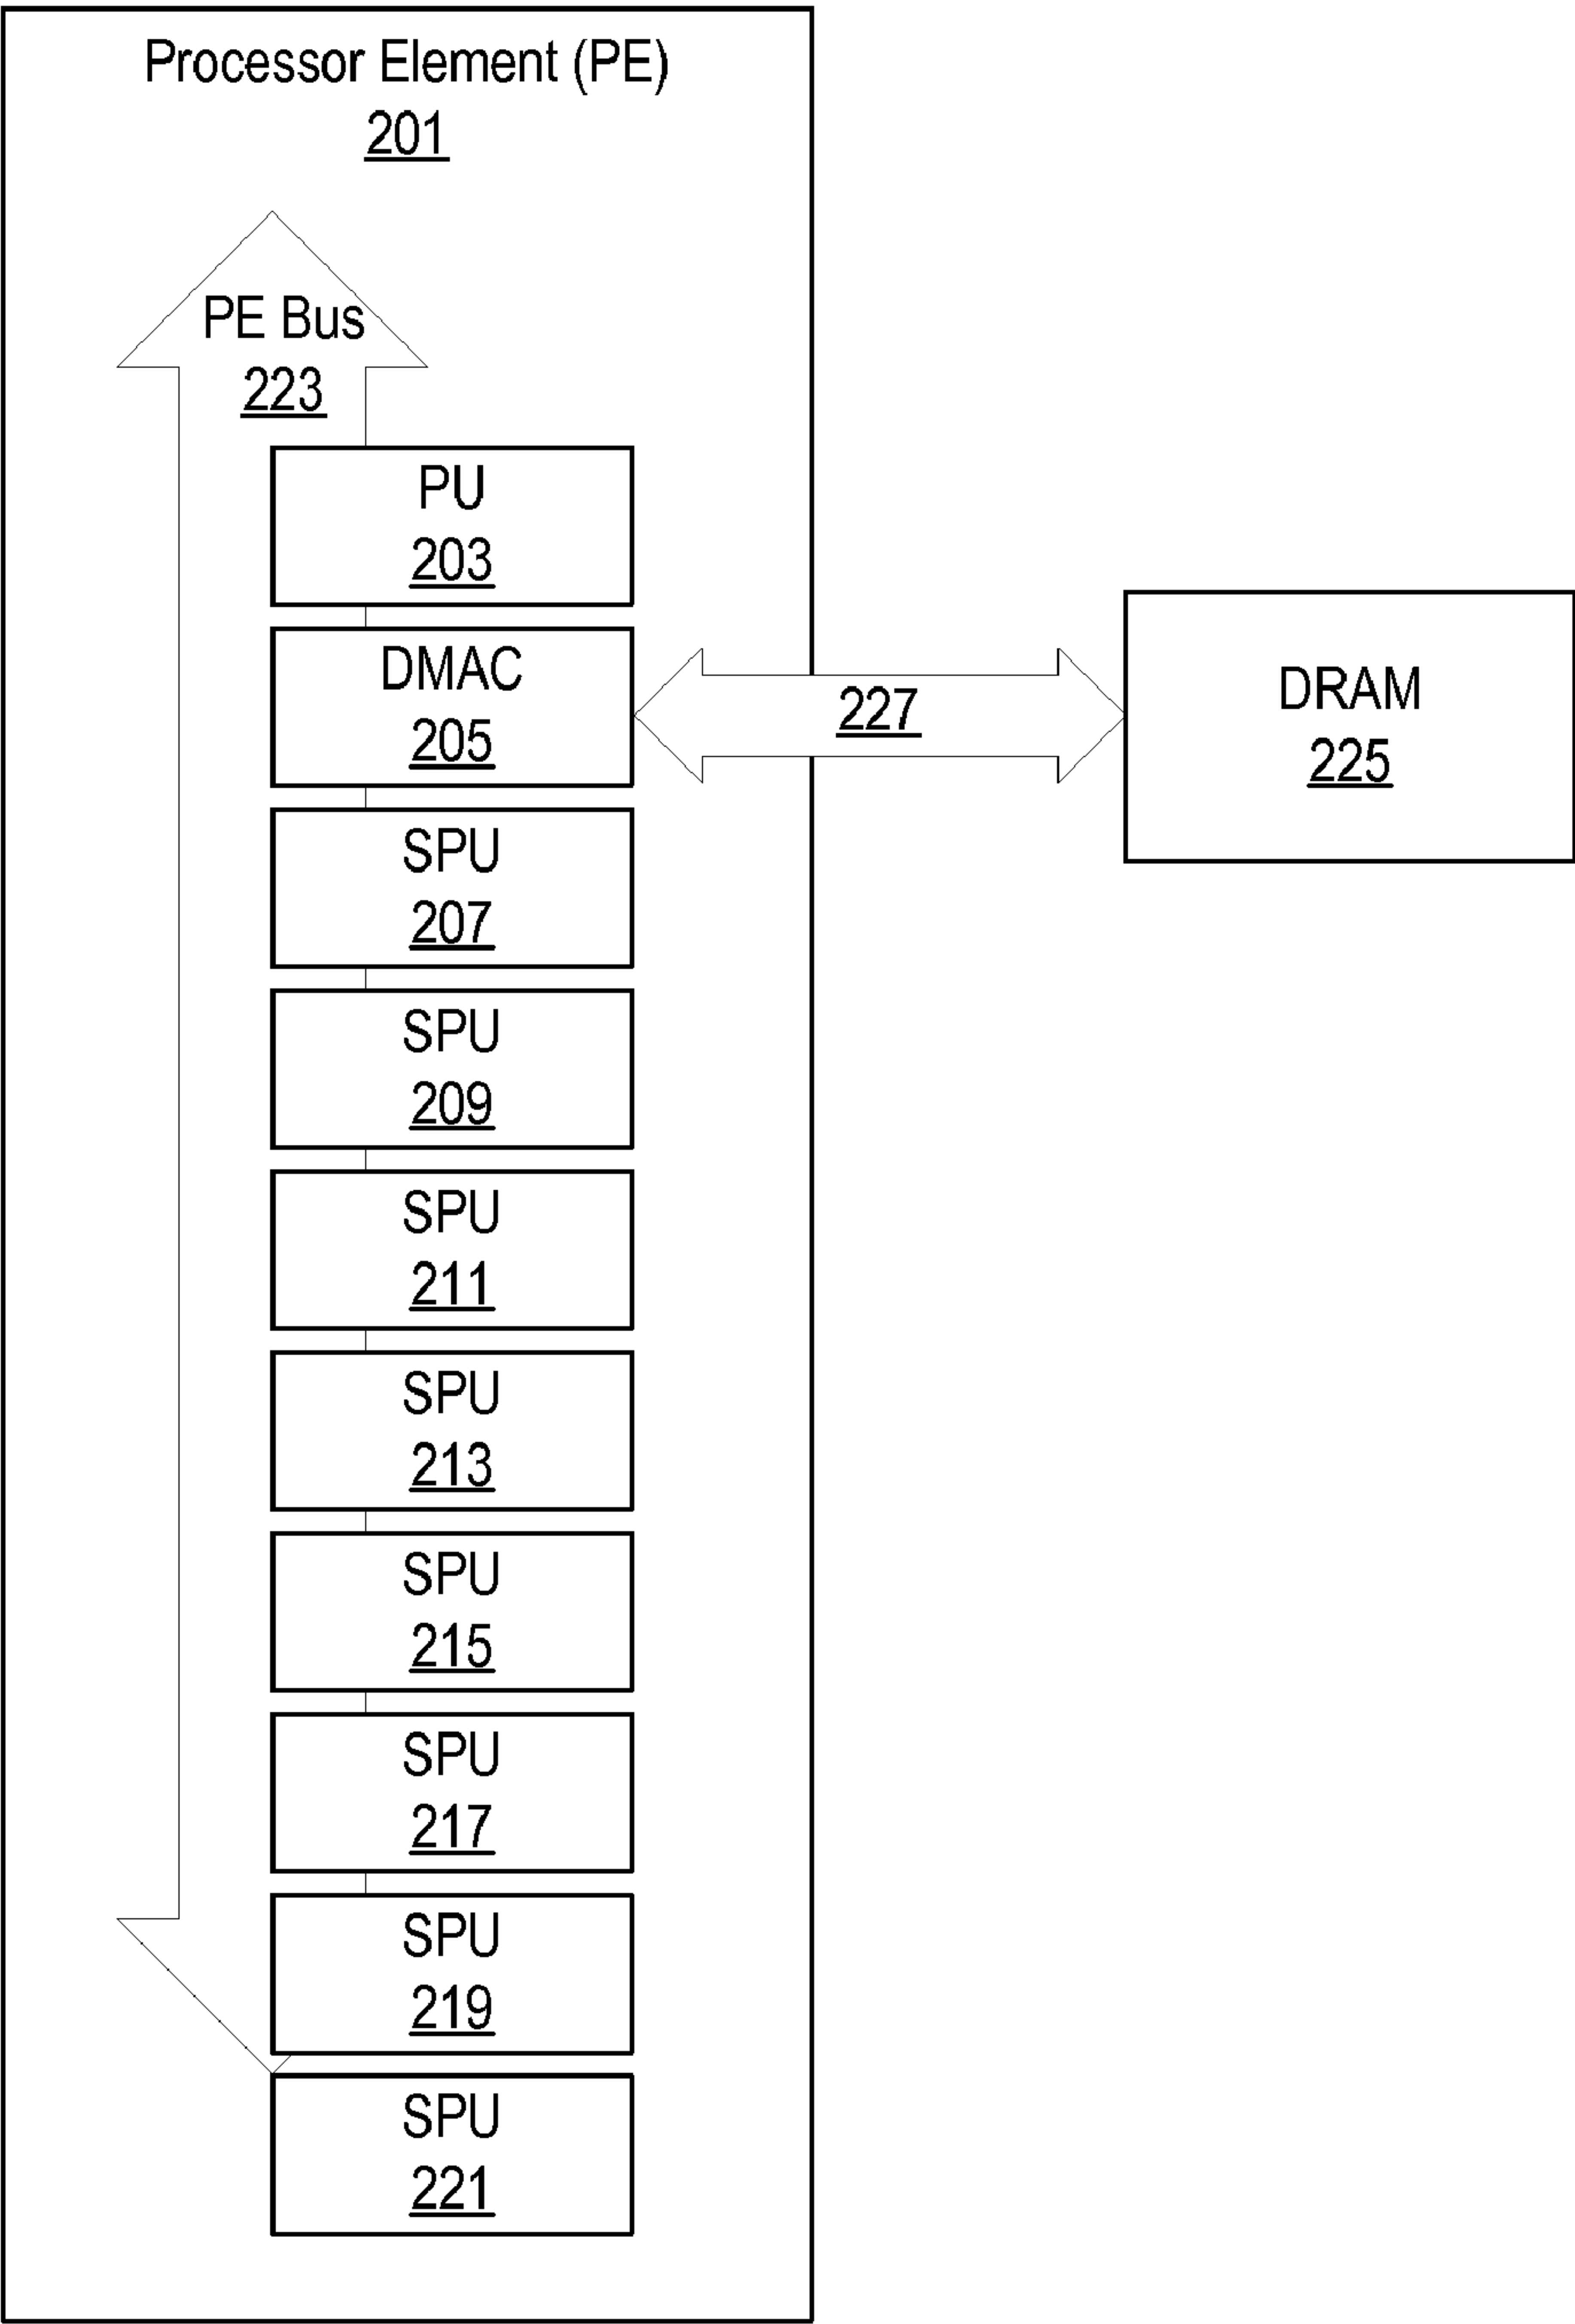 Processor Element (PE)
201
PE Bus
223
PU
203
DMAC
205
227
DRAM
225
SPU
207
SPU
209
SPU
211
SPU
213
SPU
215
SPU
217
SPU
219
SPU
221